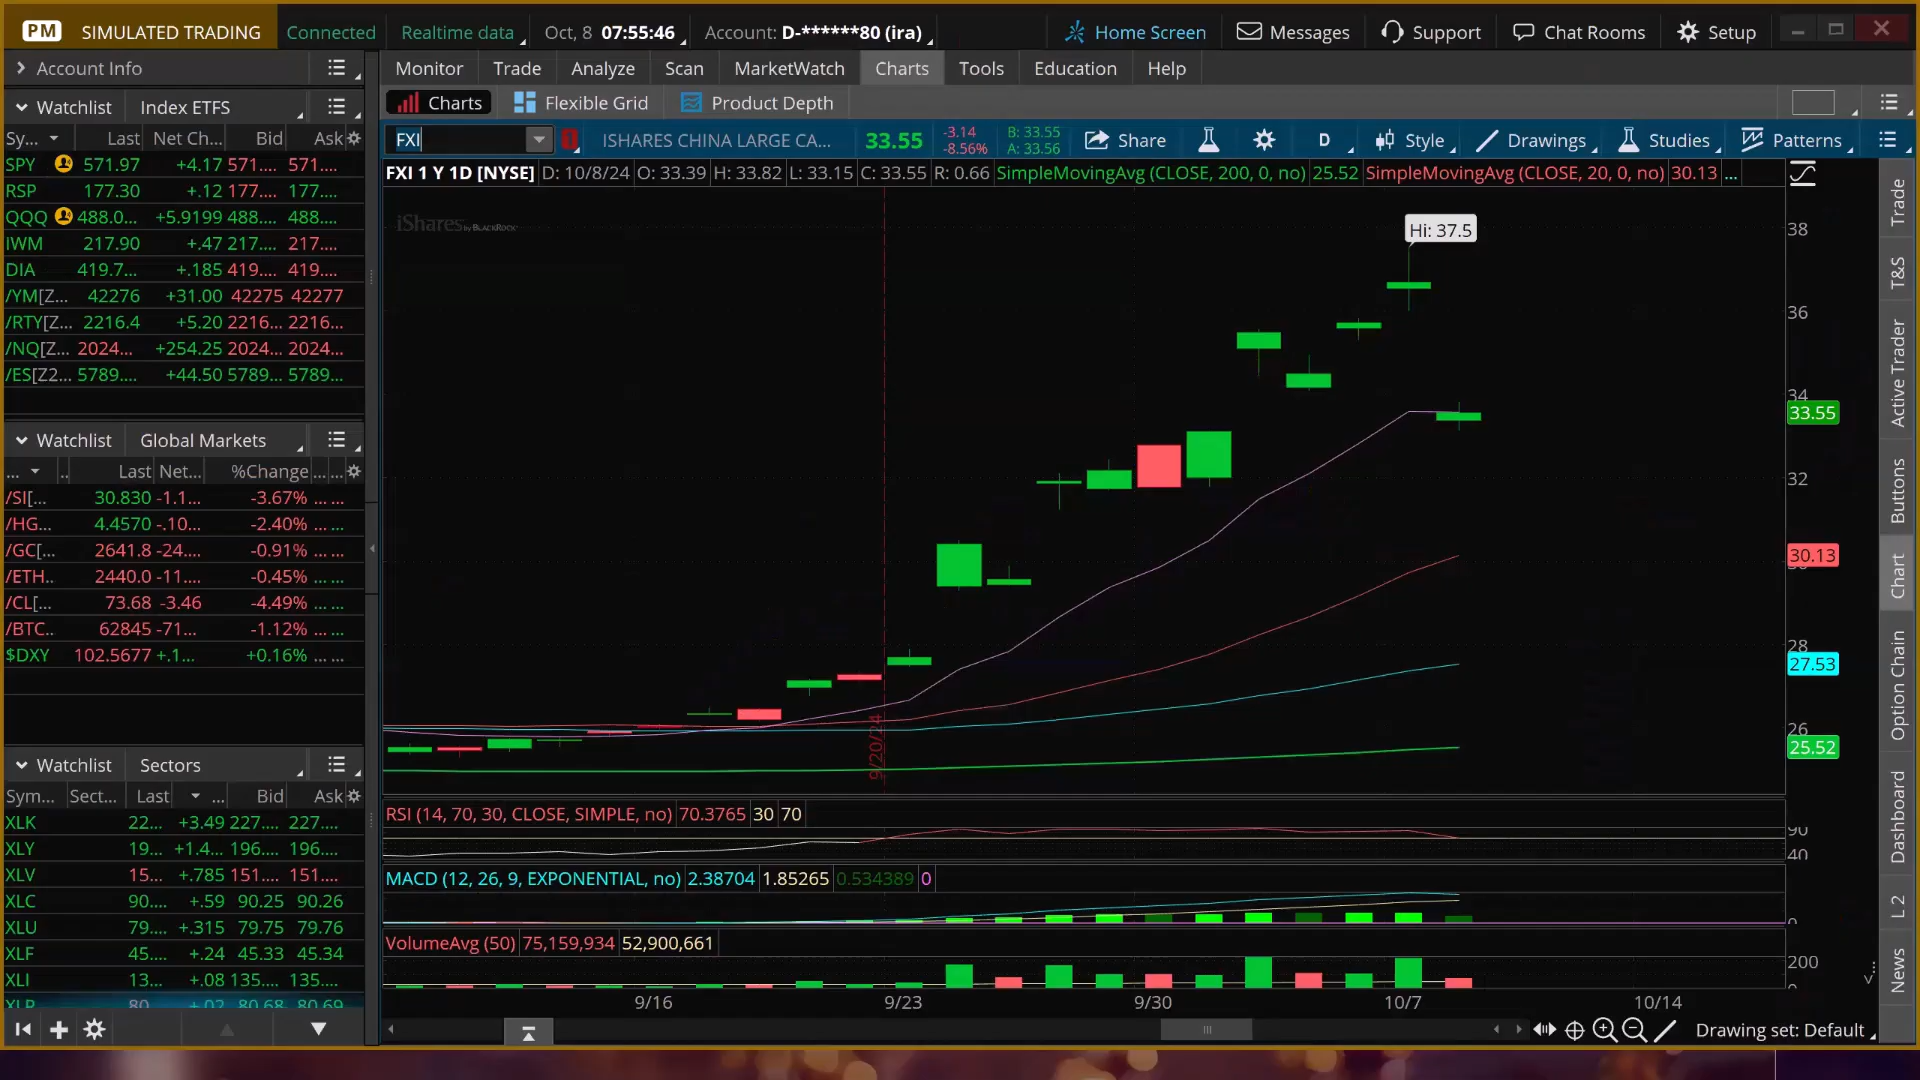 PM SIMULATED TRADING Connected Realtime data Oct, 8 07:55:46 Account: D-******80 (ira) Home Screen Messages Support Chat Rooms Setup
Account Info
Monitor Trade Analyze Scan MarketWatch Charts Tools Education Help
Watchlist Index ETFS
Charts Flexible Grid Product Depth
Sy... Last Net Ch... Bid Ask
FXI ISHARES CHINA LARGE CA... 33.55 -3.14 -8.56% B: 33.55 A: 33.56 Share D Style Drawings Studies Patterns
FXI 1 Y 1D [NYSE] D: 10/8/24 O: 33.39 H: 33.82 L: 33.15 C: 33.55 R: 0.66 SimpleMovingAvg (CLOSE, 200, 0, no) 25.52 SimpleMovingAvg (CLOSE, 20, 0, no) 30.13 ...
SPY 571.97 +4.17 571.... 571....
RSP 177.30 +.12 177.... 177....
QQQ 488.0... +5.9199 488.... 488....
IWM 217.90 +.47 217.... 217....
DIA 419.7... +.185 419.... 419....
/YM[Z... 42276 +31.00 42275 42277
/RTY[Z... 2216.4 +5.20 2216... 2216...
/NQ[Z... 2024... +254.25 2024... 2024...
/ES[Z2... 5789.... +44.50 5789... 5789...
Watchlist Global Markets
... .. Last Net... %Change ... ...
/SI[... 30.830 -1.1... -3.67% ... ...
/HG... 4.4570 -.10... -2.40% ... ...
/GC[... 2641.8 -24.... -0.91% ... ...
/ETH.. 2440.0 -11.... -0.45% ... ...
/CL[... 73.68 -3.46 -4.49% ... ...
/BTC.. 62845 -71... -1.12% ... ...
$DXY 102.5677 +.1... +0.16% ... ...
Watchlist Sectors
Sym... Sect... Last ... Bid Ask
XLK 22... +3.49 227.... 227....
XLY 19... +1.4... 196.... 196....
XLV 15... +.785 151.... 151....
XLC 90.... +.59 90.25 90.26
XLU 79.... +.315 79.75 79.76
XLF 45.... +.24 45.33 45.34
XLI 13... +.08 135.... 135....
XLP 80 +.02 80.68 80.69
iShares by BLACKROCK
Hi: 37.5
38
36
34
33.55
32
30.13
28
27.53
26
25.52
9/20/24
RSI (14, 70, 30, CLOSE, SIMPLE, no) 70.3765 30 70
90
40
MACD (12, 26, 9, EXPONENTIAL, no) 2.38704 1.85265 0.534389 0
0
VolumeAvg (50) 75,159,934 52,900,661
200
0
9/16 9/23 9/30 10/7 10/14
Drawing set: Default
Trade
T&S
Active Trader
Buttons
Chart
Option Chain
Dashboard
L 2
News